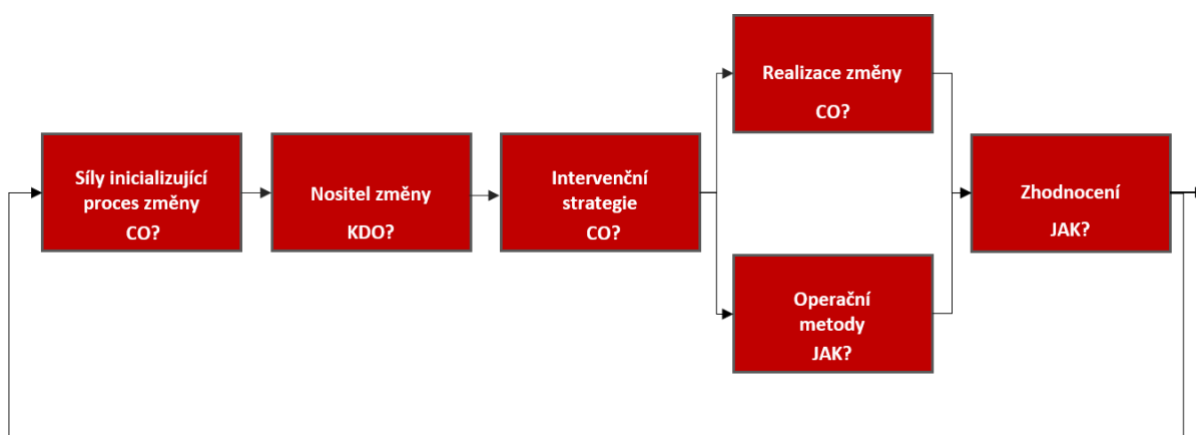 Síly inicializující
proces změny
CO?
Nositel změny
KDO?
Intervenční
strategie
CO?
Realizace změny
CO?
Operační
metody
JAK?
Zhodnocení
JAK?